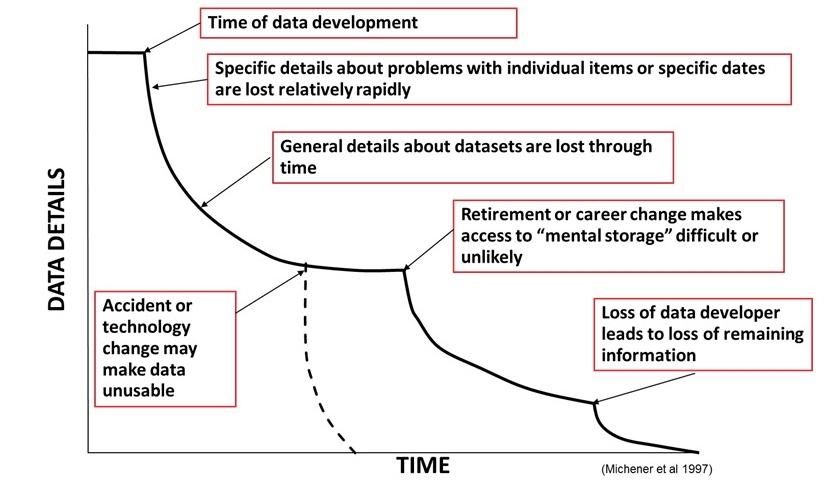 Time of data development
Specific details about problems with individual items or specific dates
are lost relatively rapidly
General details about datasets are lost through
time
Retirement or career change makes
access to “mental storage” difficult or
unlikely
DATA DETAILS
Accident or
technology
change may
make data
unusable
Loss of data developer
leads to loss of remaining
information
TIME
(Michener et al 1997)